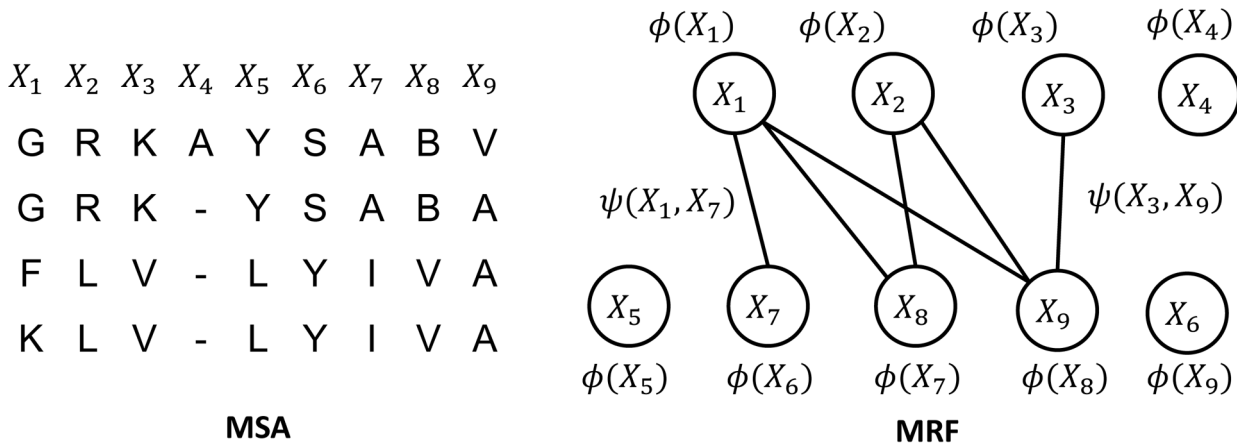 X₁ X₂ X₃ X₄ X₅ X₆ X₇ X₈ X₉
G R K A Y S A B V
G R K - Y S A B A
F L V - L Y I V A
K L V - L Y I V A
MSA
ϕ(X₁) ϕ(X₂) ϕ(X₃) ϕ(X₄)
X₁ X₂ X₃ X₄
ψ(X₁, X₇) ψ(X₃, X₉)
X₅ X₇ X₈ X₉ X₆
ϕ(X₅) ϕ(X₆) ϕ(X₇) ϕ(X₈) ϕ(X₉)
MRF